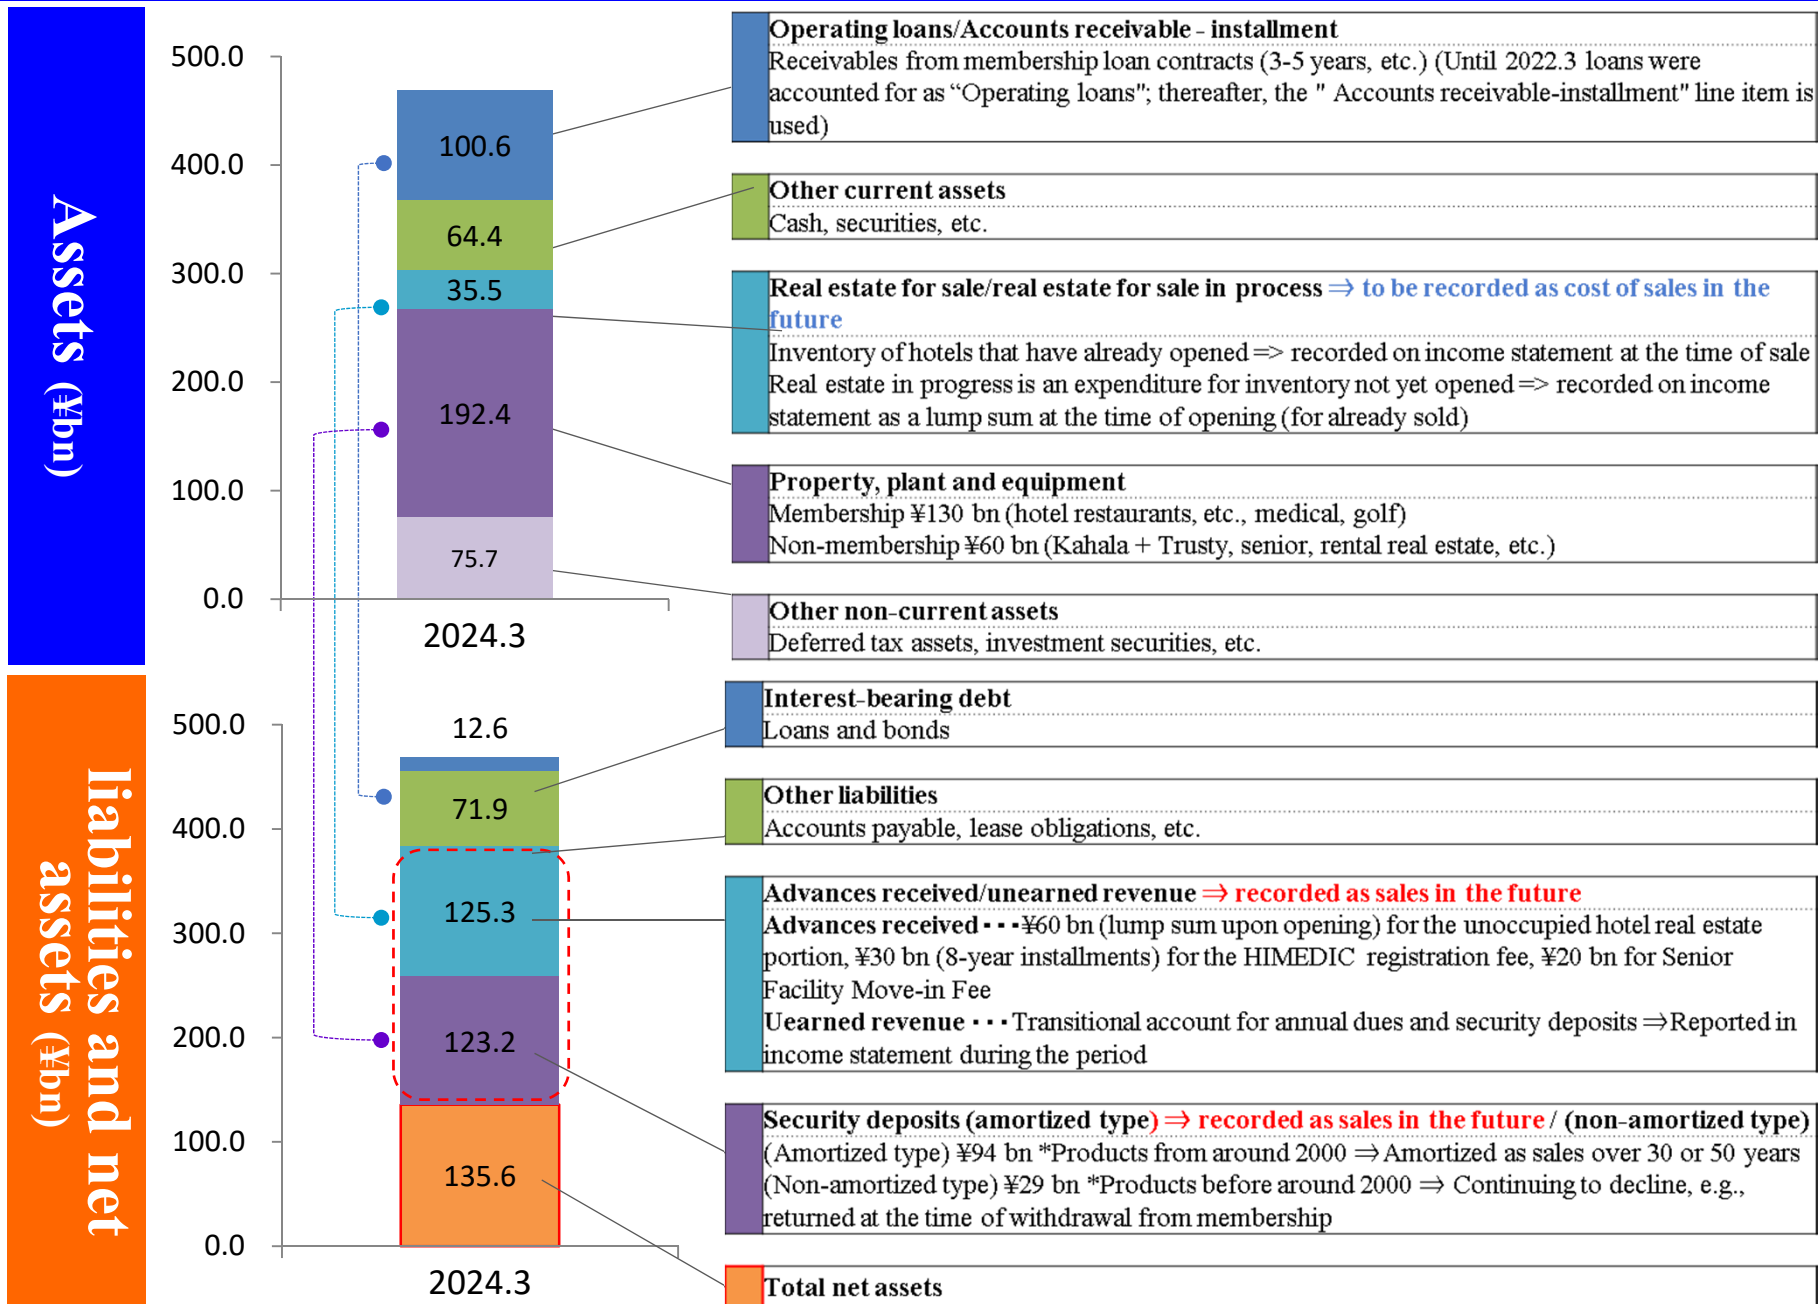 Assets (¥bn)
500.0
400.0
300.0
200.0
100.0
0.0
100.6
64.4
35.5
192.4
75.7
2024.3
Operating loans/Accounts receivable - installment
Receivables from membership loan contracts (3-5 years, etc.) (Until 2022.3 loans were
accounted for as “Operating loans"; thereafter, the " Accounts receivable-installment" line item is
used)
Other current assets
Cash, securities, etc.
Real estate for sale/real estate for sale in process ⇒ to be recorded as cost of sales in the
future
Inventory of hotels that have already opened => recorded on income statement at the time of sale
Real estate in progress is an expenditure for inventory not yet opened => recorded on income
statement as a lump sum at the time of opening (for already sold)
Property, plant and equipment
Membership ¥130 bn (hotel restaurants, etc., medical, golf)
Non-membership ¥60 bn (Kahala + Trusty, senior, rental real estate, etc.)
Other non-current assets
Deferred tax assets, investment securities, etc.
liabilities and net
assets (¥bn)
500.0
400.0
300.0
200.0
100.0
0.0
12.6
71.9
125.3
123.2
135.6
2024.3
Interest-bearing debt
Loans and bonds
Other liabilities
Accounts payable, lease obligations, etc.
Advances received/unearned revenue ⇒ recorded as sales in the future
Advances received ･･･¥60 bn (lump sum upon opening) for the unoccupied hotel real estate
portion, ¥30 bn (8-year installments) for the HIMEDIC registration fee, ¥20 bn for Senior
Facility Move-in Fee
Uearned revenue ･･･Transitional account for annual dues and security deposits ⇒Reported in
income statement during the period
Security deposits (amortized type) ⇒ recorded as sales in the future / (non-amortized type)
(Amortized type) ¥94 bn *Products from around 2000 ⇒Amortized as sales over 30 or 50 years
(Non-amortized type) ¥29 bn *Products before around 2000 ⇒ Continuing to decline, e.g.,
returned at the time of withdrawal from membership
Total net assets